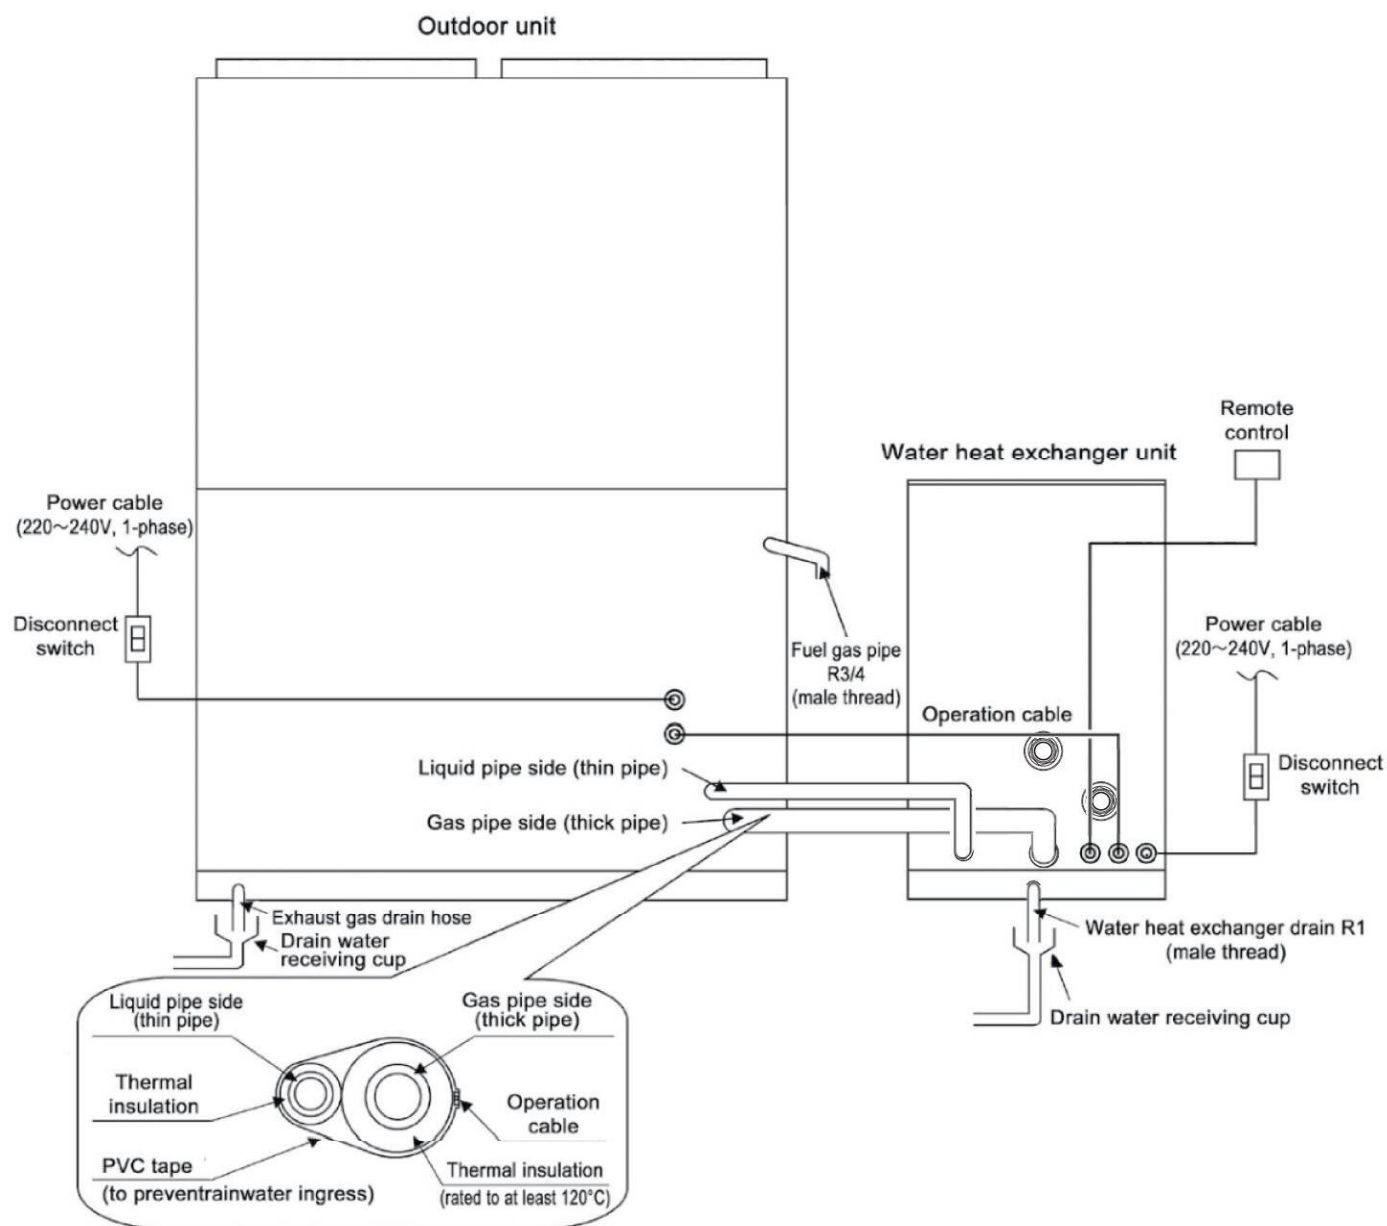 Outdoor unit
Remote
control
Water heat exchanger unit
Power cable
(220～240V, 1-phase)
Disconnect
switch
Fuel gas pipe
R3/4
(male thread)
Power cable
(220～240V, 1-phase)
Operation cable
Liquid pipe side (thin pipe)
Gas pipe side (thick pipe)
Disconnect
switch
Exhaust gas drain hose
Drain water
receiving cup
Water heat exchanger drain R1
(male thread)
Drain water receiving cup
Liquid pipe side
(thin pipe)
Gas pipe side
(thick pipe)
Thermal
insulation
Operation
cable
PVC tape
(to preventrainwater ingress)
Thermal insulation
(rated to at least 120°C)